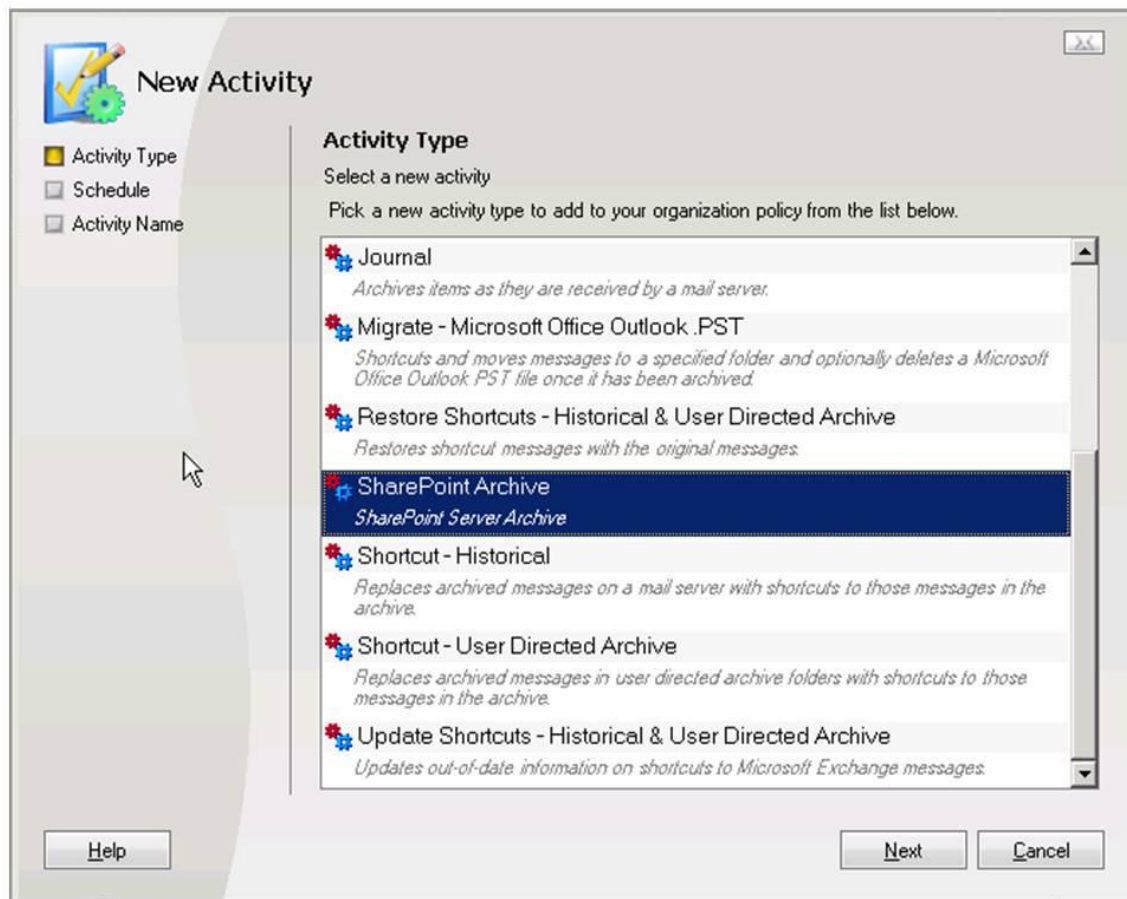 New Activity
Activity Type
Schedule
Activity Name
Activity Type
Select a new activity
Pick a new activity type to add to your organization policy from the list below.
Journal
Archives items as they are received by a mail server.
Migrate - Microsoft Office Outlook .PST
Shortcuts and moves messages to a specified folder and optionally deletes a Microsoft
Office Outlook PST file once it has been archived.
Restore Shortcuts - Historical & User Directed Archive
Restores shortcut messages with the original messages.
SharePoint Archive
SharePoint Server Archive
Shortcut - Historical
Replaces archived messages on a mail server with shortcuts to those messages in the
archive.
Shortcut - User Directed Archive
Replaces archived messages in user directed archive folders with shortcuts to those
messages in the archive.
Update Shortcuts - Historical & User Directed Archive
Updates out-of-date information on shortcuts to Microsoft Exchange messages.
Help
Next
Cancel